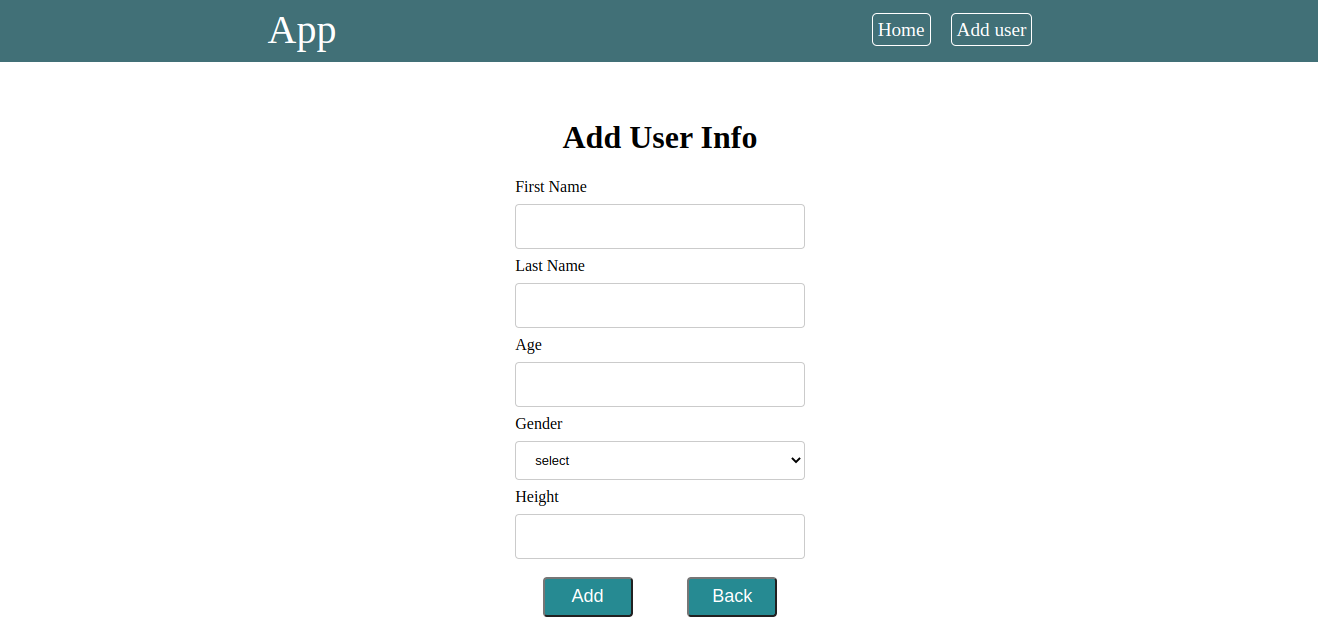 App
Home
Add user
Add User Info
First Name
Last Name
Age
Gender
select
Height
Add
Back